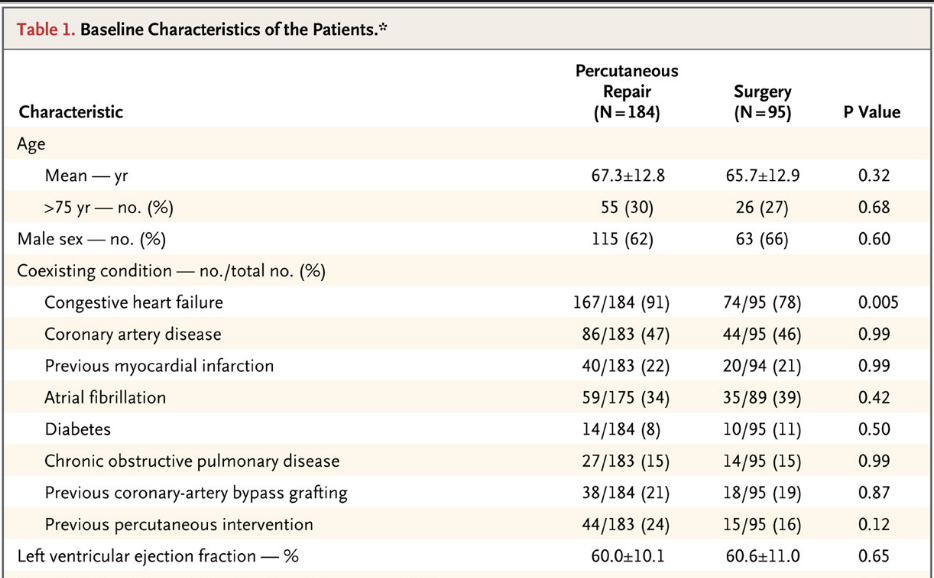 Table 1. Baseline Characteristics of the Patients.*
Characteristic Percutaneous Repair (N=184) Surgery (N=95) P Value
Age
Mean — yr 67.3±12.8 65.7±12.9 0.32
>75 yr — no. (%) 55 (30) 26 (27) 0.68
Male sex — no. (%) 115 (62) 63 (66) 0.60
Coexisting condition — no./total no. (%)
Congestive heart failure 167/184 (91) 74/95 (78) 0.005
Coronary artery disease 86/183 (47) 44/95 (46) 0.99
Previous myocardial infarction 40/183 (22) 20/94 (21) 0.99
Atrial fibrillation 59/175 (34) 35/89 (39) 0.42
Diabetes 14/184 (8) 10/95 (11) 0.50
Chronic obstructive pulmonary disease 27/183 (15) 14/95 (15) 0.99
Previous coronary-artery bypass grafting 38/184 (21) 18/95 (19) 0.87
Previous percutaneous intervention 44/183 (24) 15/95 (16) 0.12
Left ventricular ejection fraction — % 60.0±10.1 60.6±11.0 0.65